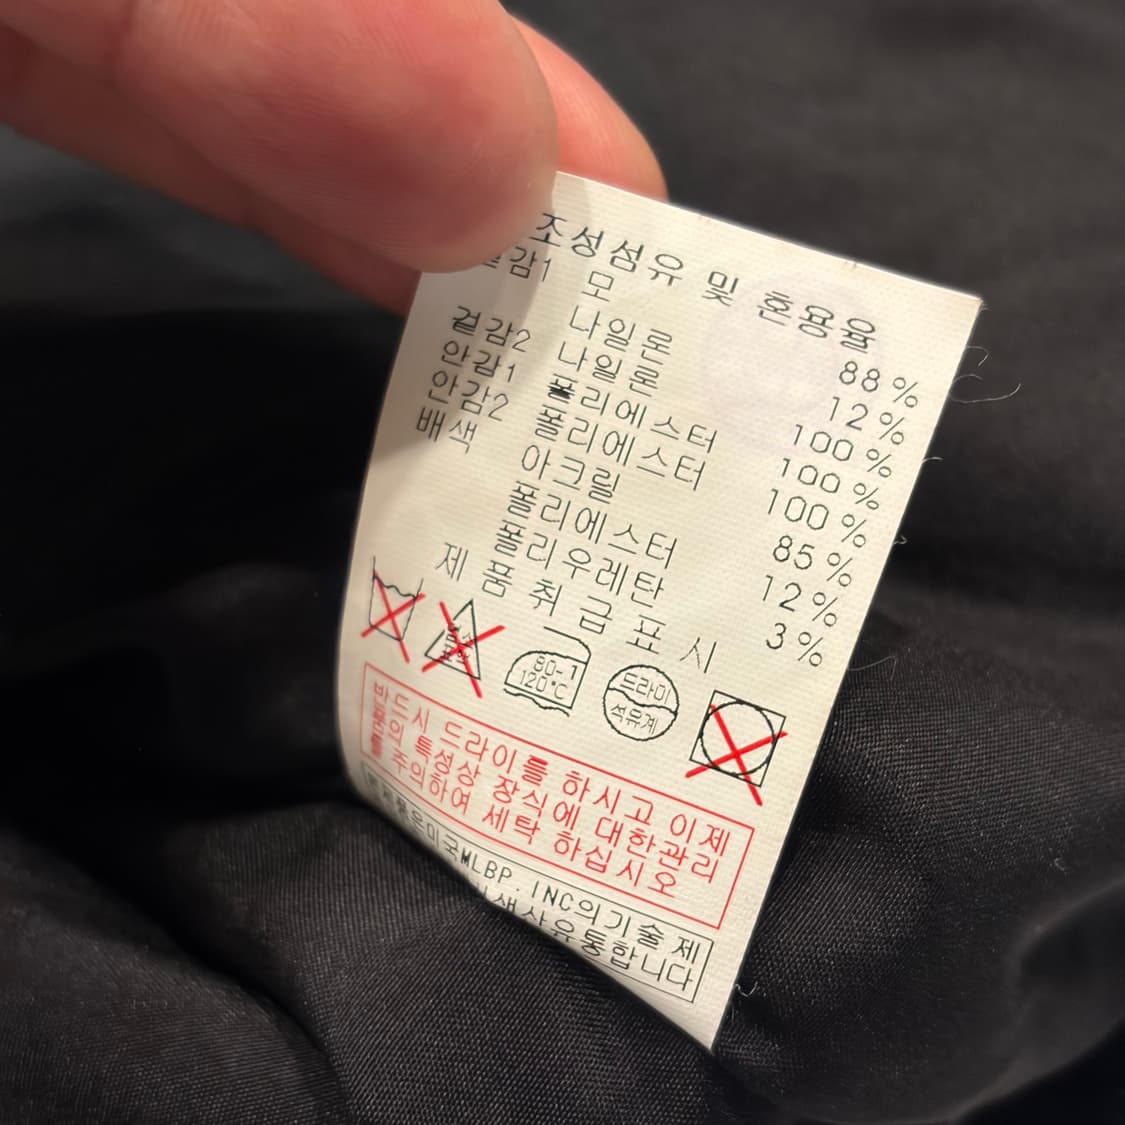 조성섬유 및 혼용율
겉감1 모 88%
나일론 12%
겉감2 나일론 100%
안감1 폴리에스터 100%
안감2 폴리에스터 100%
배색 아크릴 85%
폴리에스터 12%
폴리우레탄 3%
제품취급표시
80-1
120℃
드라이
석유계
반드시 드라이를 하시고 이제
품의 특성상 장식에 대한관리
를 주의하여 세탁 하십시오
미국MLBP.INC의기술제
생산유통합니다